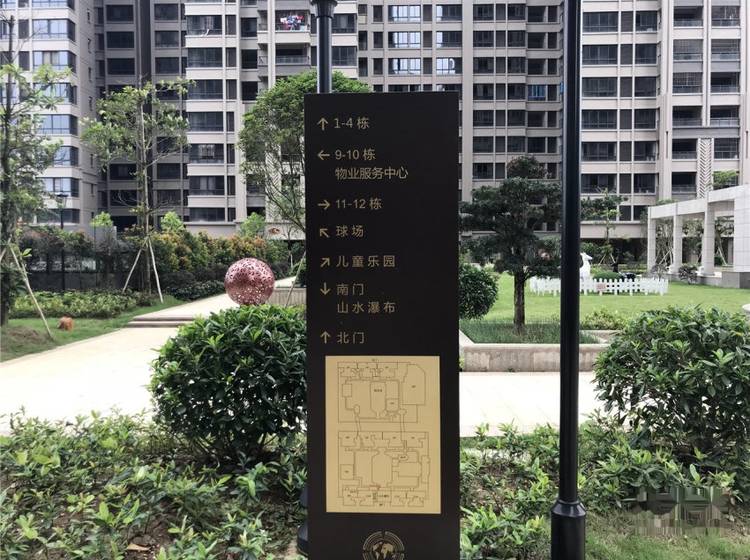 ↑ 1-4 栋
← 9-10 栋
物业服务中心
→ 11-12 栋
↖ 球场
↗ 儿童乐园
↓ 南门
山水瀑布
↑ 北门